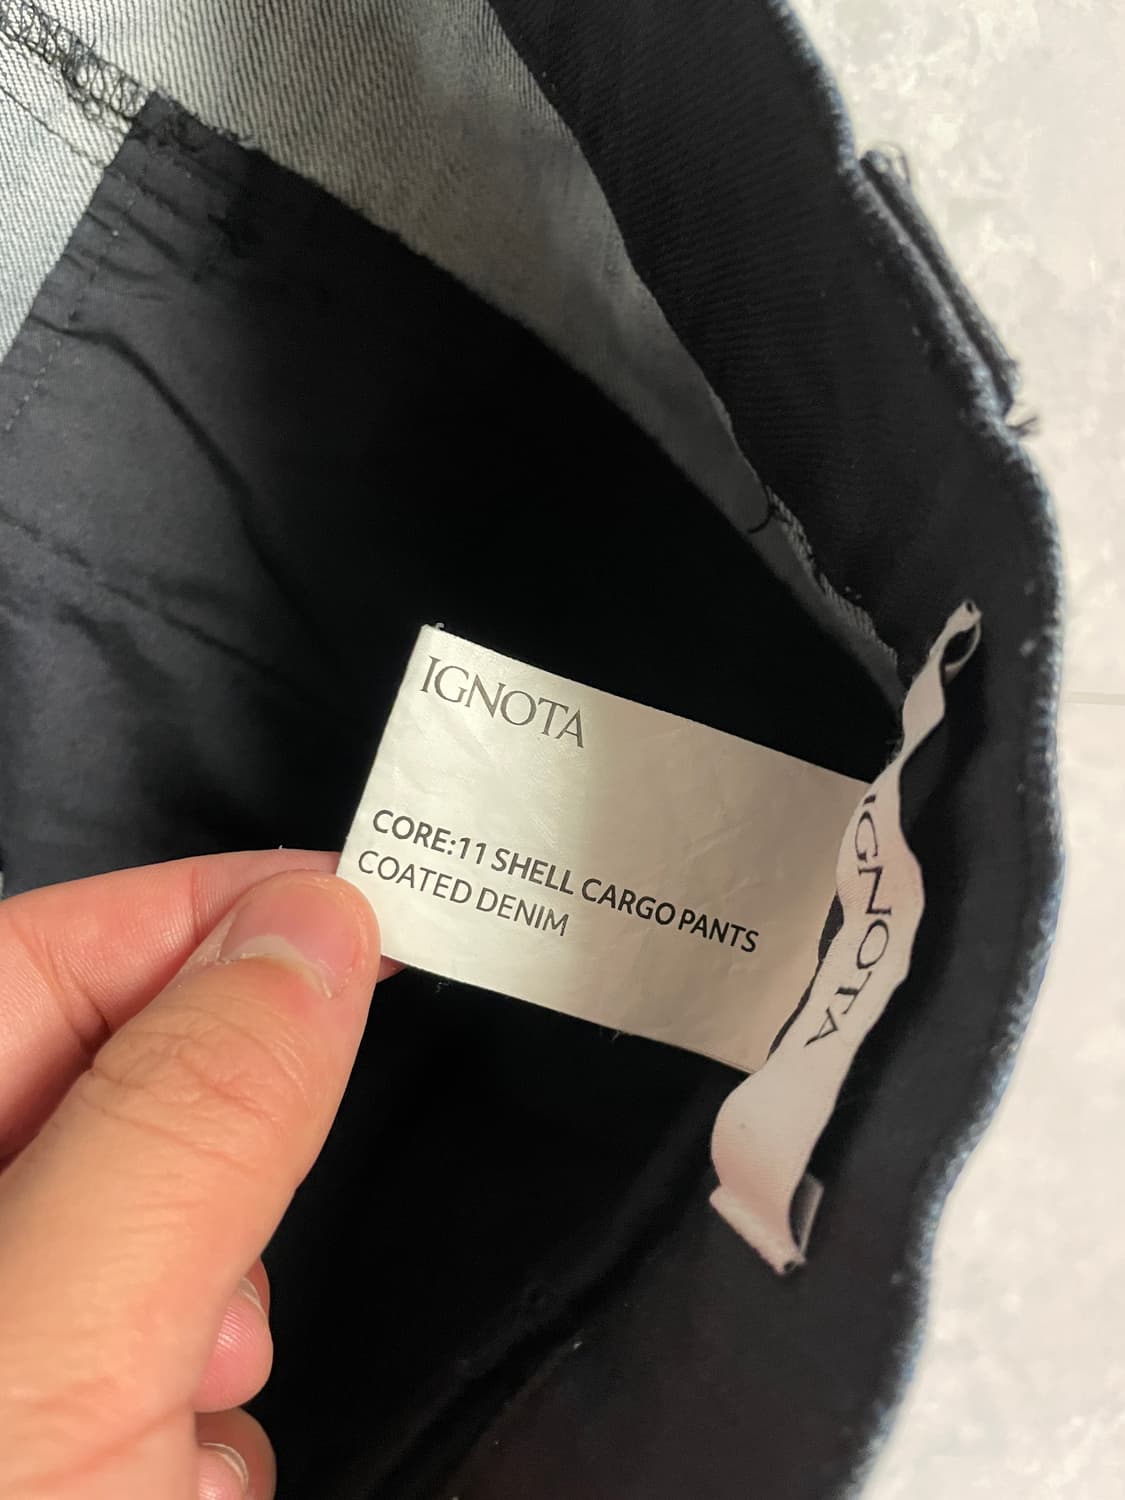 IGNOTA
CORE:11 SHELL CARGO PANTS
COATED DENIM
IGNOTA